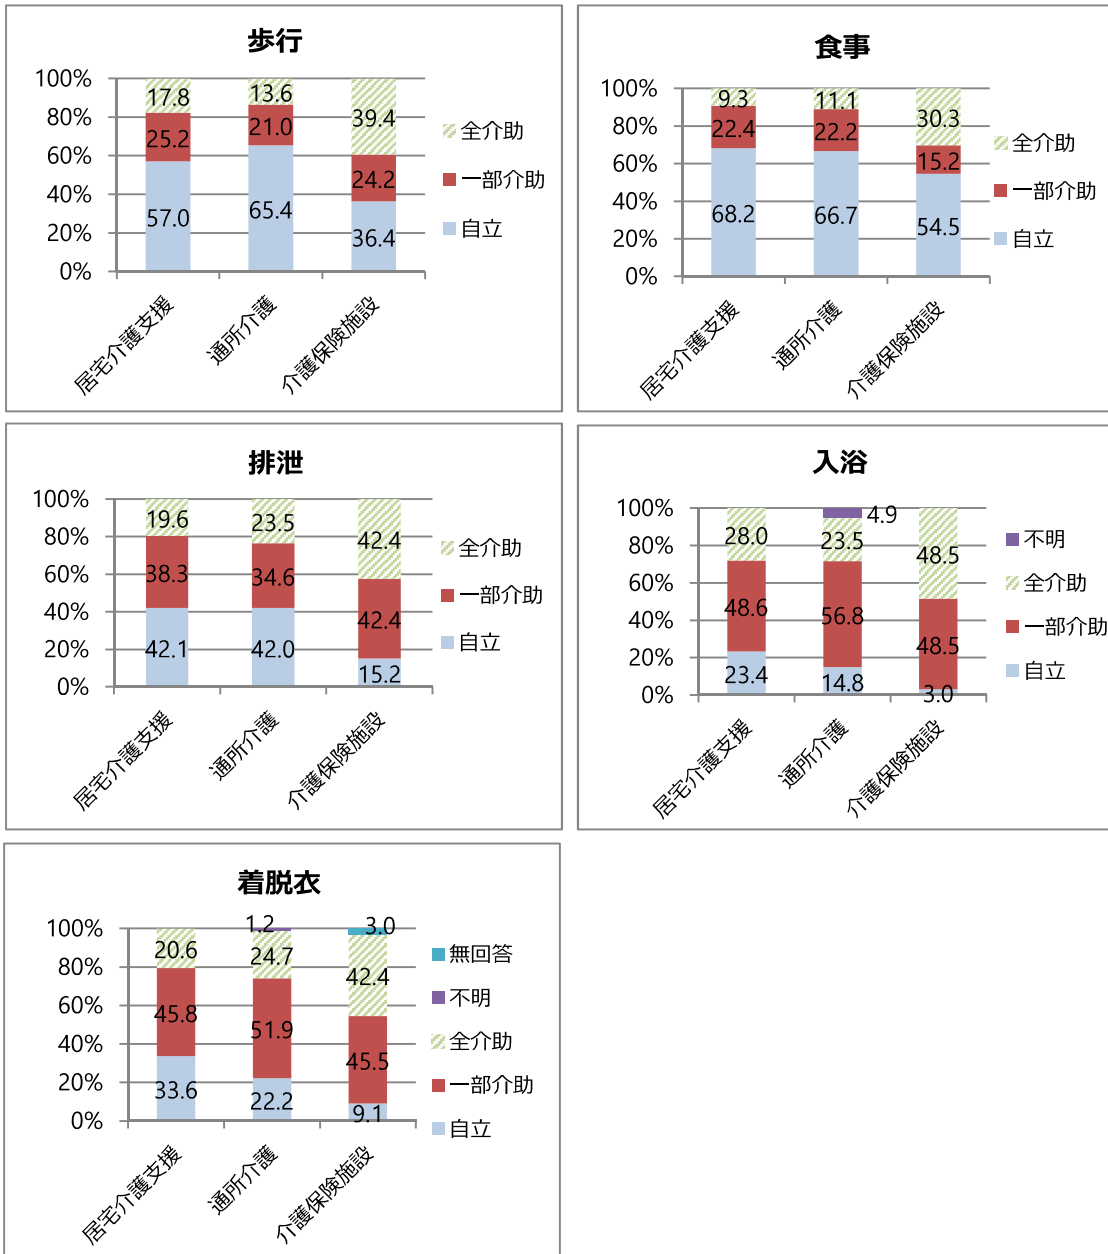 歩行
100%
80%
60%
40%
20%
0%
17.8
13.6
39.4
25.2
21.0
24.2
57.0
65.4
36.4
全介助
一部介助
自立
居宅介護支援
通所介護
介護保険施設
食事
100%
80%
60%
40%
20%
0%
9.3
11.1
30.3
22.4
22.2
15.2
68.2
66.7
54.5
全介助
一部介助
自立
居宅介護支援
通所介護
介護保険施設
排泄
100%
80%
60%
40%
20%
0%
19.6
23.5
42.4
38.3
34.6
42.4
42.1
42.0
15.2
全介助
一部介助
自立
居宅介護支援
通所介護
介護保険施設
入浴
100%
80%
60%
40%
20%
0%
4.9
28.0
23.5
48.5
48.6
56.8
48.5
23.4
14.8
3.0
不明
全介助
一部介助
自立
居宅介護支援
通所介護
介護保険施設
着脱衣
100%
80%
60%
40%
20%
0%
1.2
3.0
20.6
24.7
42.4
45.8
51.9
45.5
33.6
22.2
9.1
無回答
不明
全介助
一部介助
自立
居宅介護支援
通所介護
介護保険施設